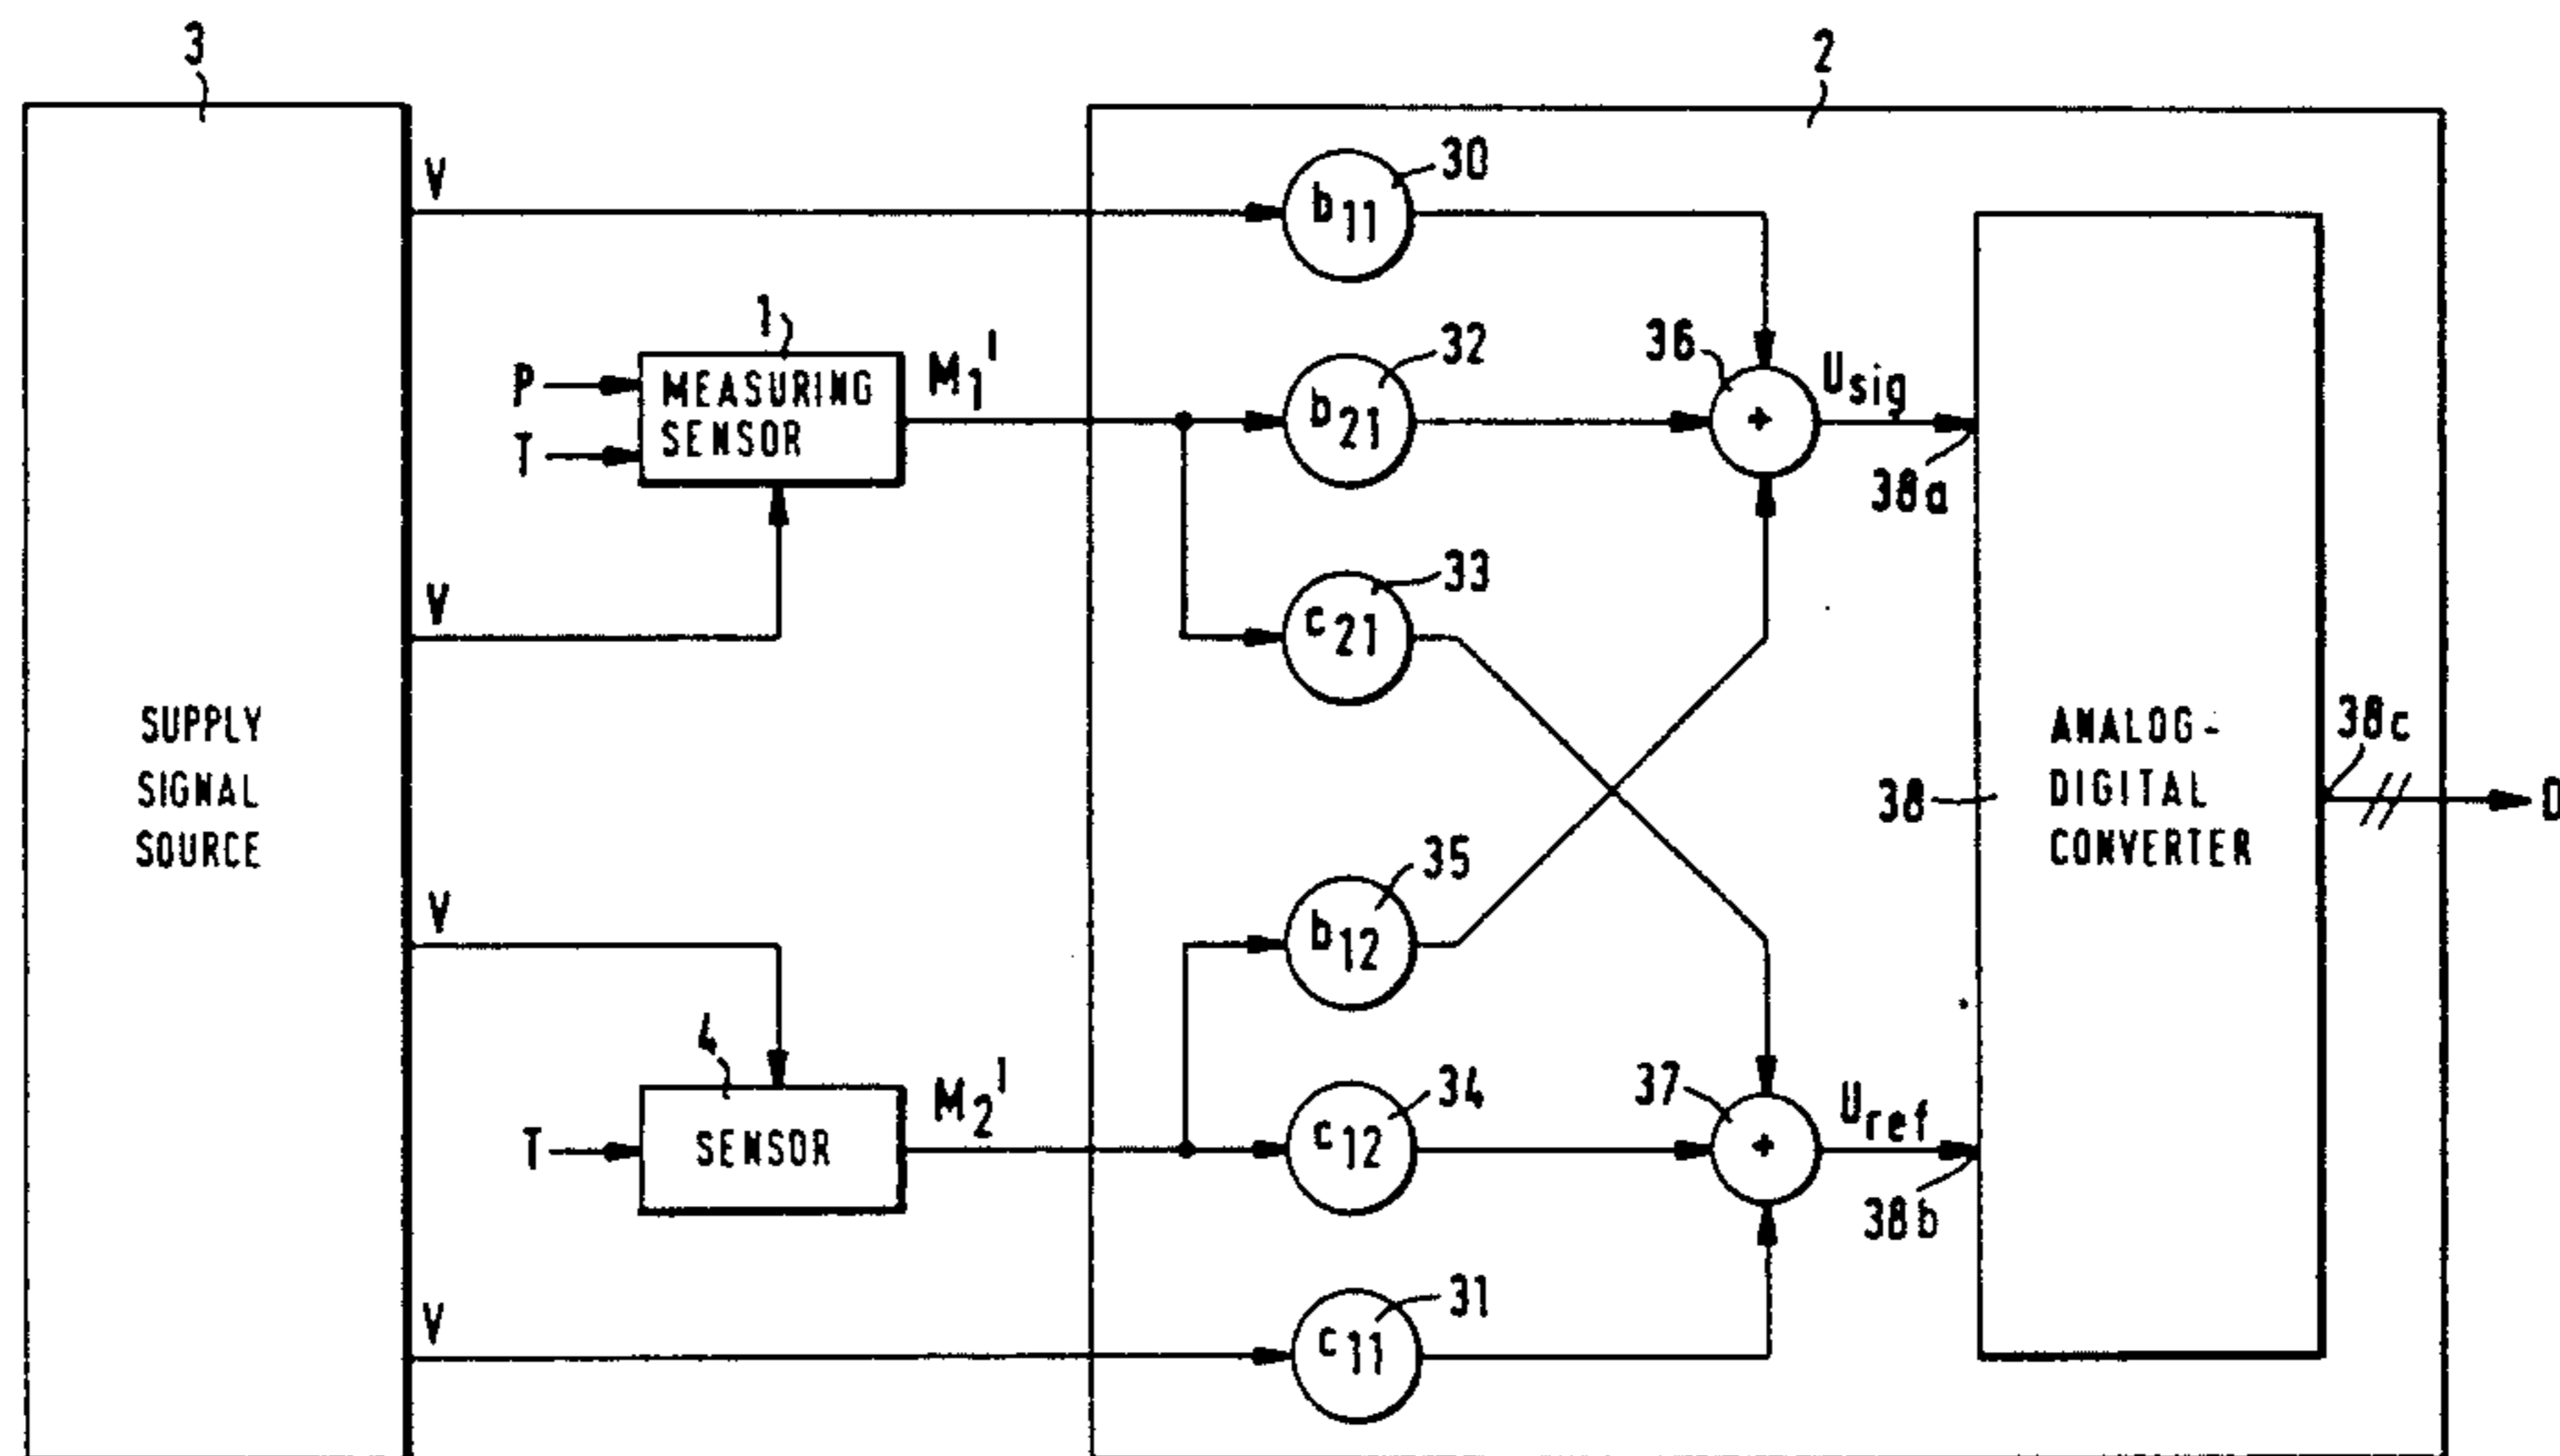 3
2
V
b11
30
1
P
T
MEASURING
SENSOR
M1'
b21
32
36
+
Usig
38a
V
c21
33
SUPPLY
SIGNAL
SOURCE
38
ANALOG-
DIGITAL
CONVERTER
38c
D
V
b12
35
4
T
SENSOR
M2'
c12
34
37
+
Uref
38b
V
c11
31